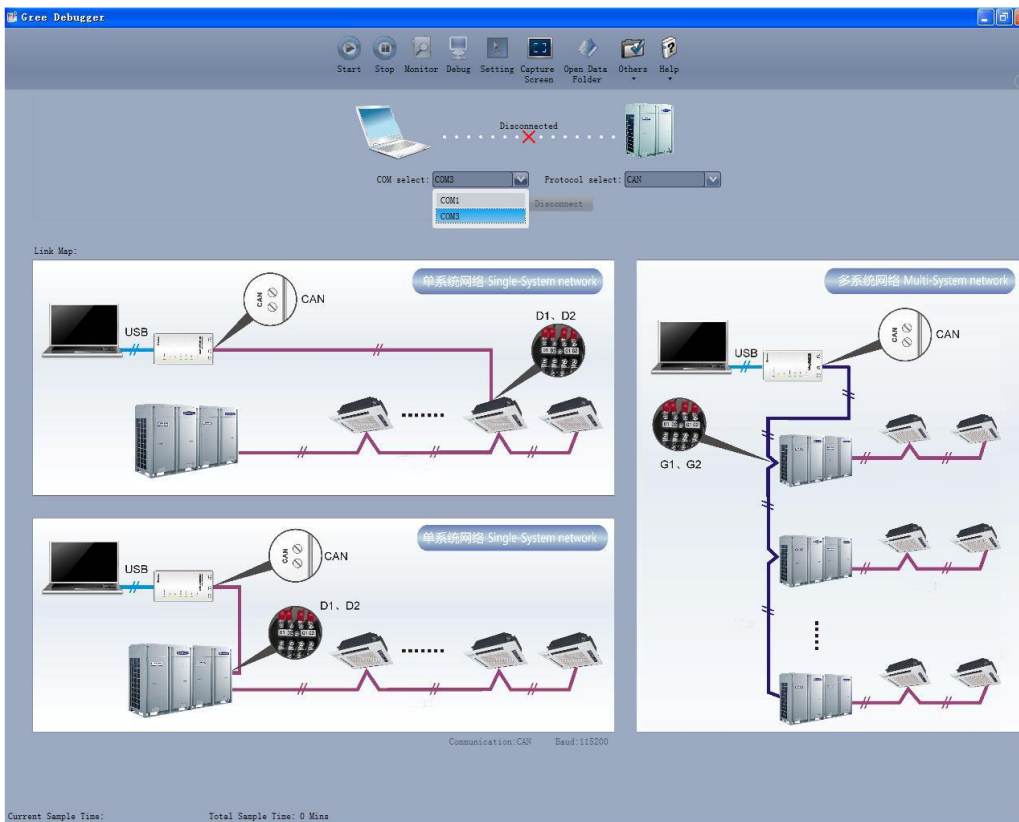 Gree Debugger
Start Stop Monitor Debug Setting Capture Screen Open Data Folder Others Help
Disconnected
COM select: COM3 Protocol select: CAN
COM1
Disconnect
COM3
Link Map:
单系统网络 Single-System network
CAN
CAN
USB
D1、D2
单系统网络 Single-System network
CAN
CAN
USB
D1、D2
多系统网络 Multi-System network
CAN
CAN
USB
G1、G2
Communication:CAN Baud:115200
Current Sample Time: Total Sample Time: 0 Mins